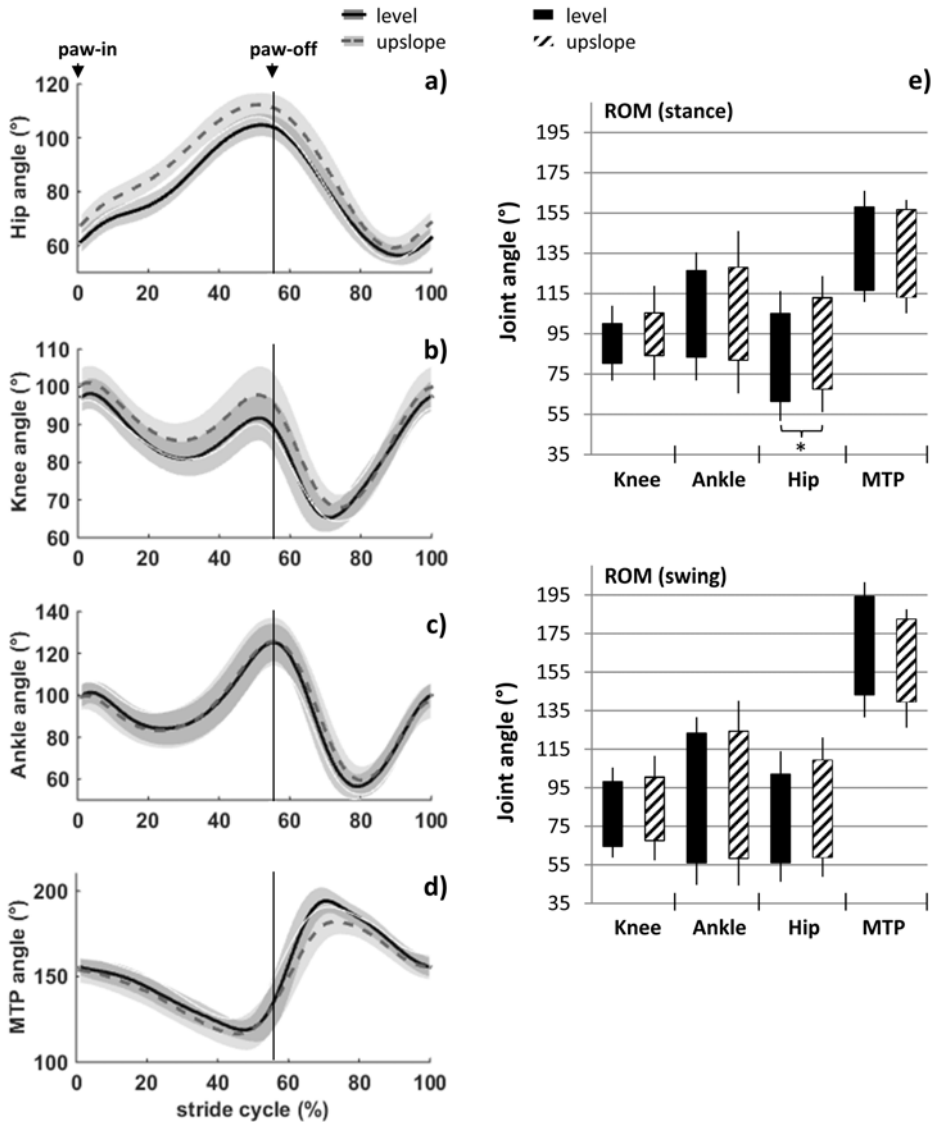 level
upslope
level
upslope
paw-in
paw-off
a)
120
100
80
60
0 20 40 60 80 100
Hip angle (°)
b)
110
100
90
80
70
60
0 20 40 60 80 100
Knee angle (°)
c)
140
120
100
80
60
0 20 40 60 80 100
Ankle angle (°)
d)
200
150
100
0 20 40 60 80 100
MTP angle (°)
stride cycle (%)
e)
ROM (stance)
195
175
155
135
115
95
75
55
35
Joint angle (°)
*
Knee Ankle Hip MTP
ROM (swing)
195
175
155
135
115
95
75
55
35
Joint angle (°)
Knee Ankle Hip MTP